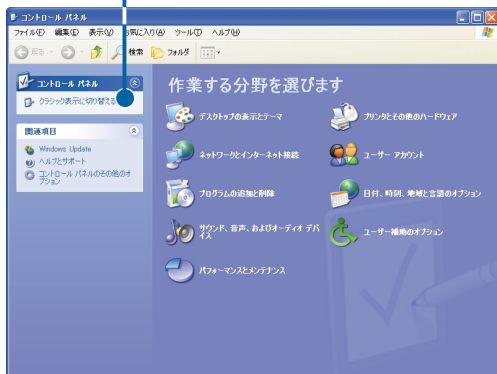 コントロール パネル
ファイル(F) 編集(E) 表示(V) お気に入り(A) ツール(T) ヘルプ(H)
戻る 検索 フォルダ
コントロール パネル
クラシック表示に切り替える
関連項目
Windows Update
ヘルプとサポート
コントロール パネルのその他のオ
プション
作業する分野を選びます
デスクトップの表示とテーマ
プリンタとその他のハードウェア
ネットワークとインターネット接続
ユーザー アカウント
プログラムの追加と削除
日付、時刻、地域と言語のオプション
サウンド、音声、およびオーディオ デバ
イス
ユーザー補助のオプション
パフォーマンスとメンテナンス